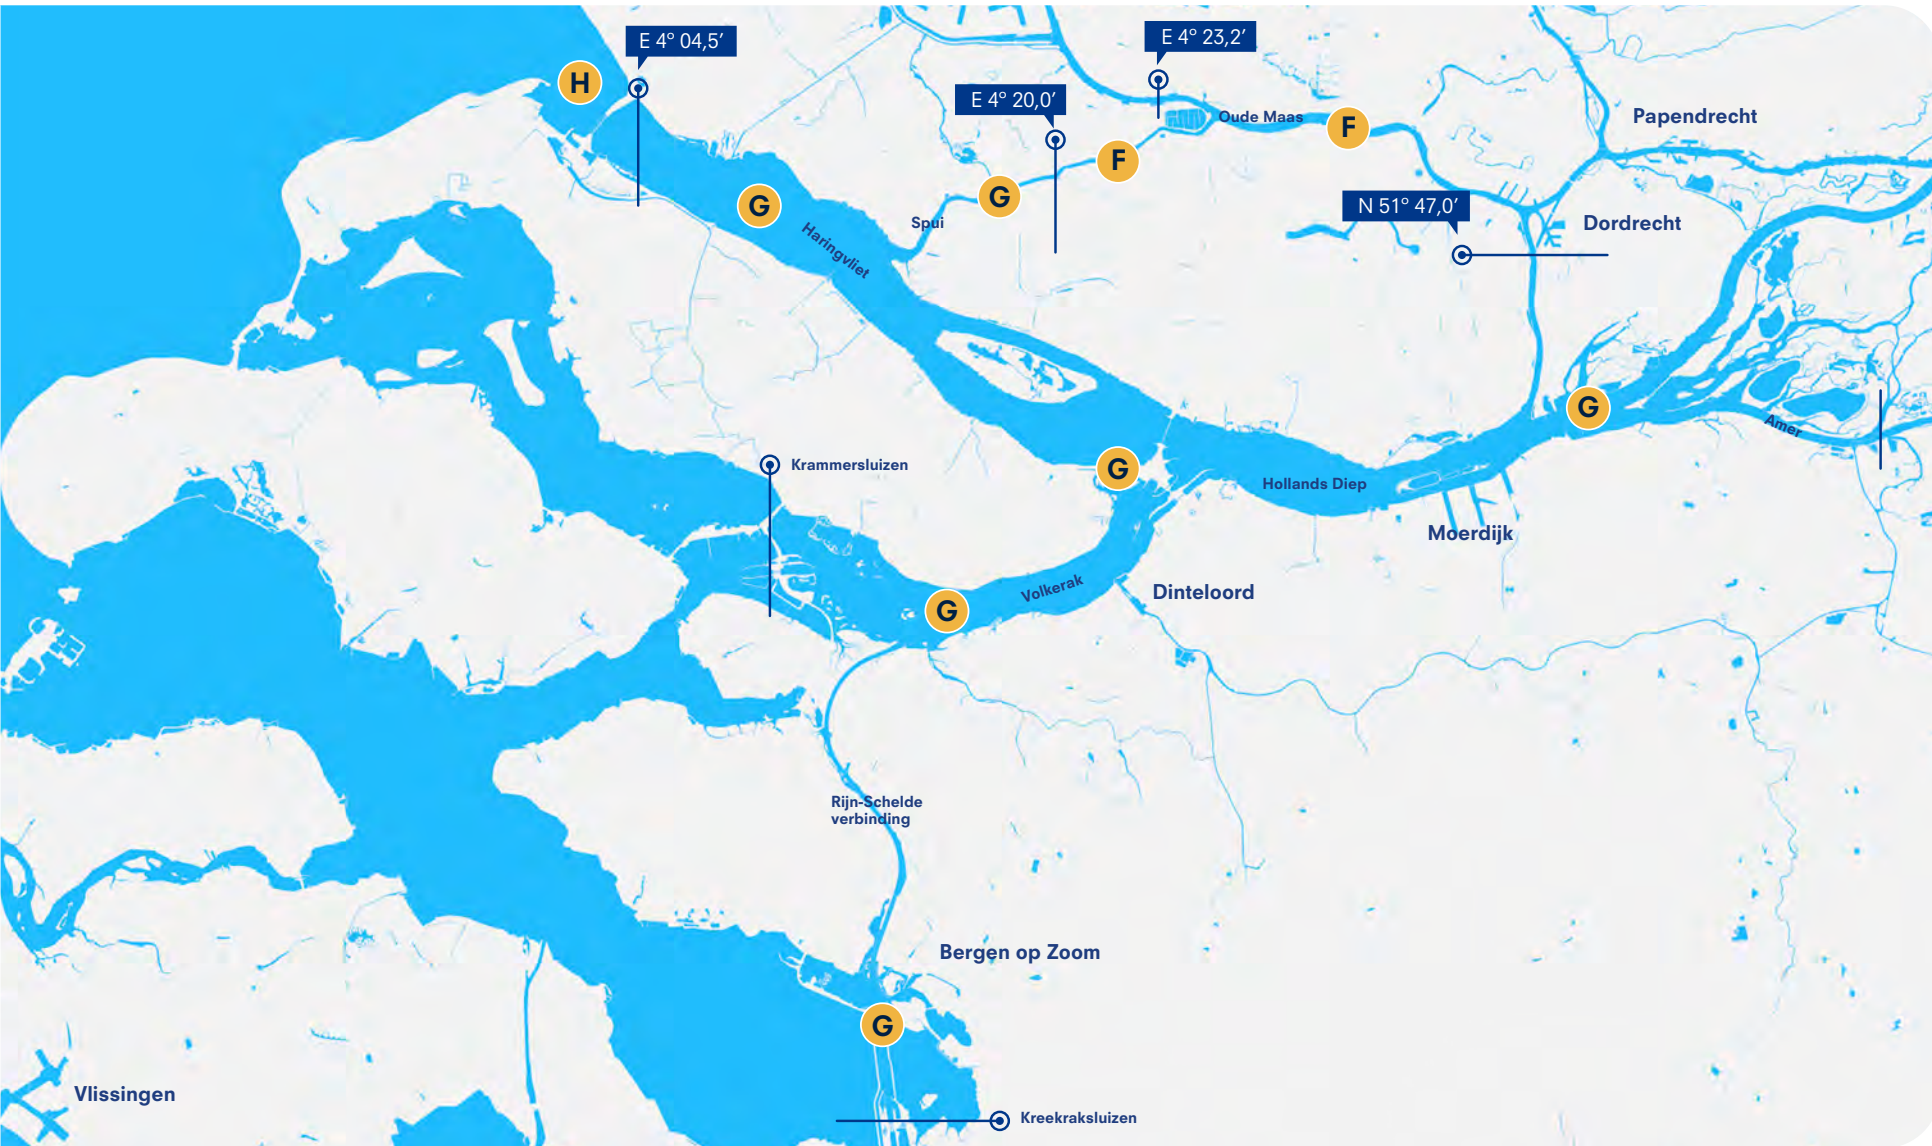 E 4° 04,5′
E 4° 23,2′
H
E 4° 20,0′
Oude Maas
F
Papendrecht
F
G
G
N 51° 47,0′
Spui
Dordrecht
Haringvliet
G
Amer
Krammersluizen
G
Hollands Diep
Moerdijk
Volkerak
Dinteloord
G
Rijn-Schelde
verbinding
Bergen op Zoom
G
Vlissingen
Kreekraksluizen